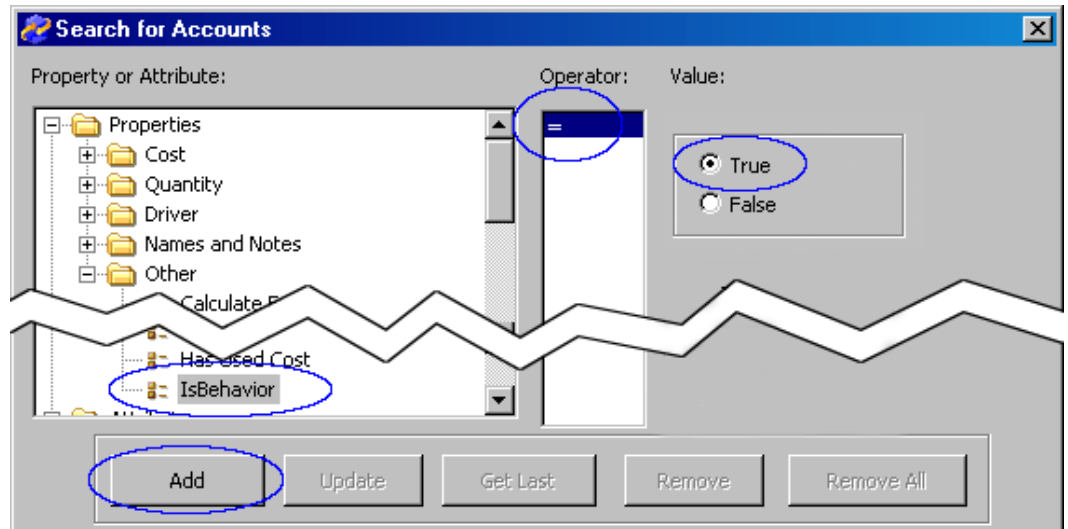 Search for Accounts
Property or Attribute: Operator: Value:
Properties
=
Cost
True
Quantity
False
Driver
Names and Notes
Other
Calculate
Has Used Cost
IsBehavior
Add Update Get Last Remove Remove All